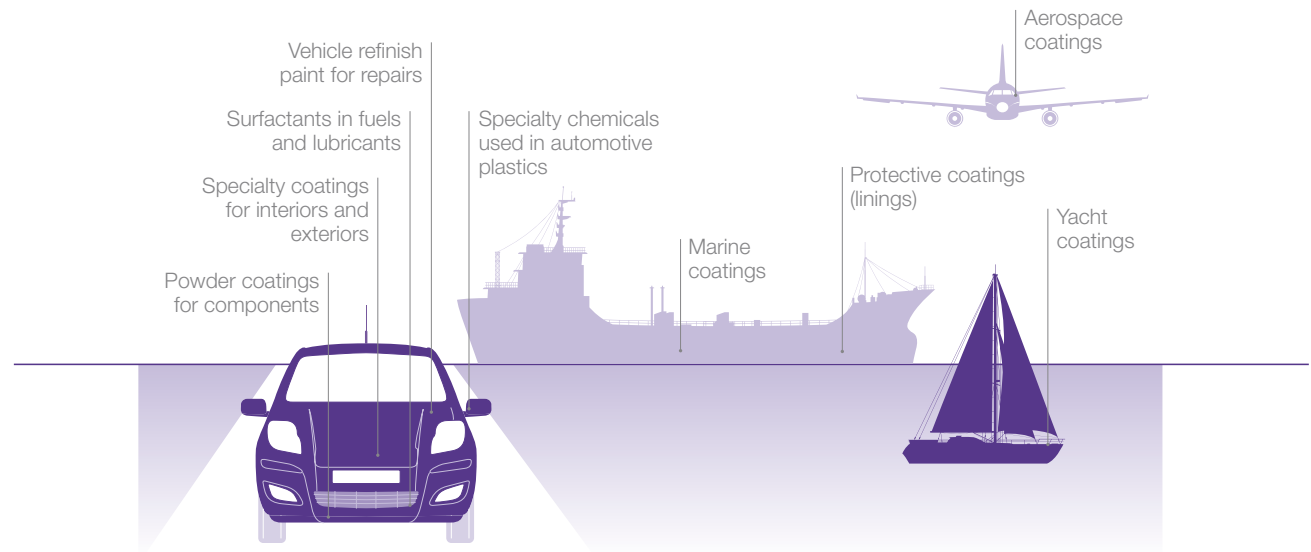 Vehicle refinish
paint for repairs
Surfactants in fuels
and lubricants
Specialty coatings
for interiors and
exteriors
Powder coatings
for components
Specialty chemicals
used in automotive
plastics
Marine
coatings
Protective coatings
(linings)
Aerospace
coatings
Yacht
coatings